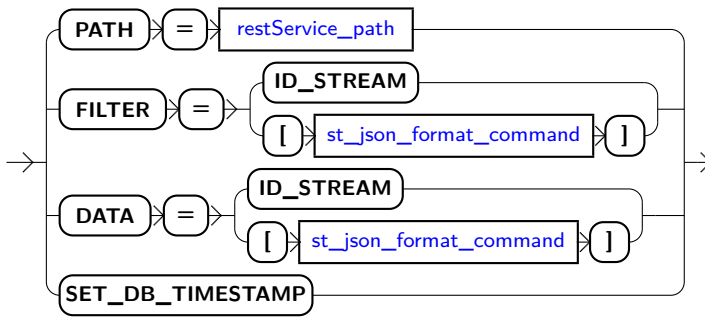 PATH = restService_path
ID_STREAM
FILTER =
[ st_json_format_command ]
ID_STREAM
DATA =
[ st_json_format_command ]
SET_DB_TIMESTAMP